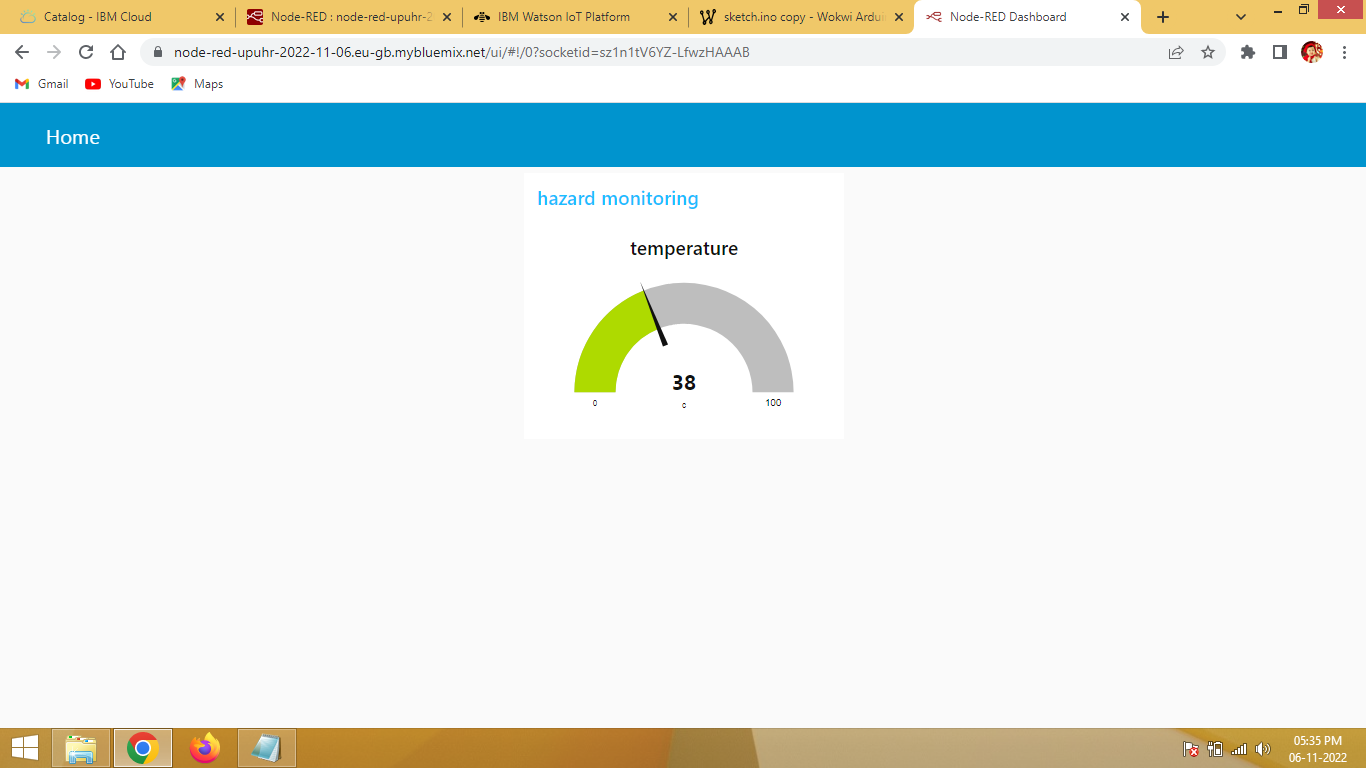 Catalog - IBM Cloud
Node-RED : node-red-upuhr-2
IBM Watson IoT Platform
sketch.ino copy - Wokwi Ardui
Node-RED Dashboard
node-red-upuhr-2022-11-06.eu-gb.mybluemix.net/ui/#!/0?socketid=sz1n1tV6YZ-LfwzHAAAB
Gmail
YouTube
Maps
Home
hazard monitoring
temperature
38
0
c
100
05:35 PM
06-11-2022